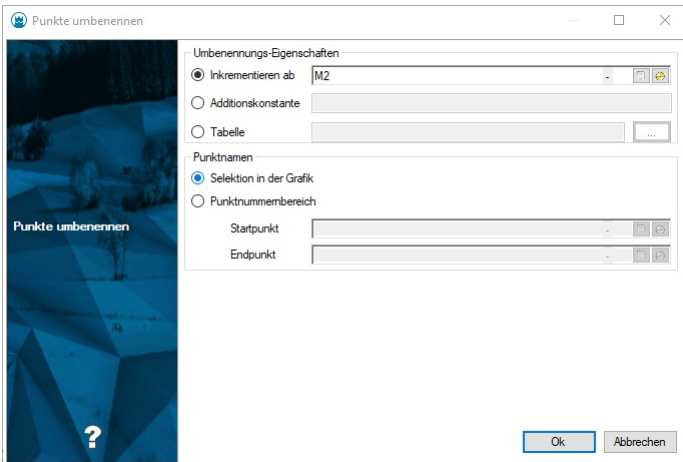 Punkte umbenennen
Umbenennungs-Eigenschaften
Inkrementieren ab M2 -
Additionskonstante
Tabelle ...
Punktnamen
Selektion in der Grafik
Punktnummernbereich
Punkte umbenennen
Startpunkt -
Endpunkt -
?
Ok Abbrechen